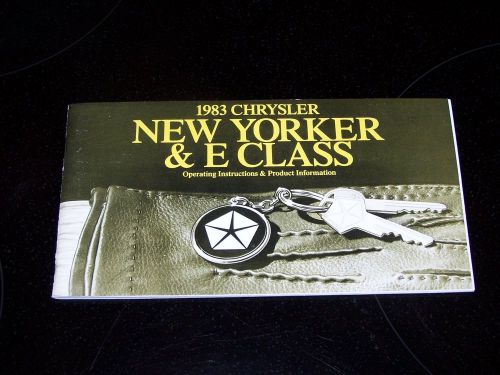 1983 CHRYSLER
NEW YORKER
& E CLASS
Operating Instructions & Product Information